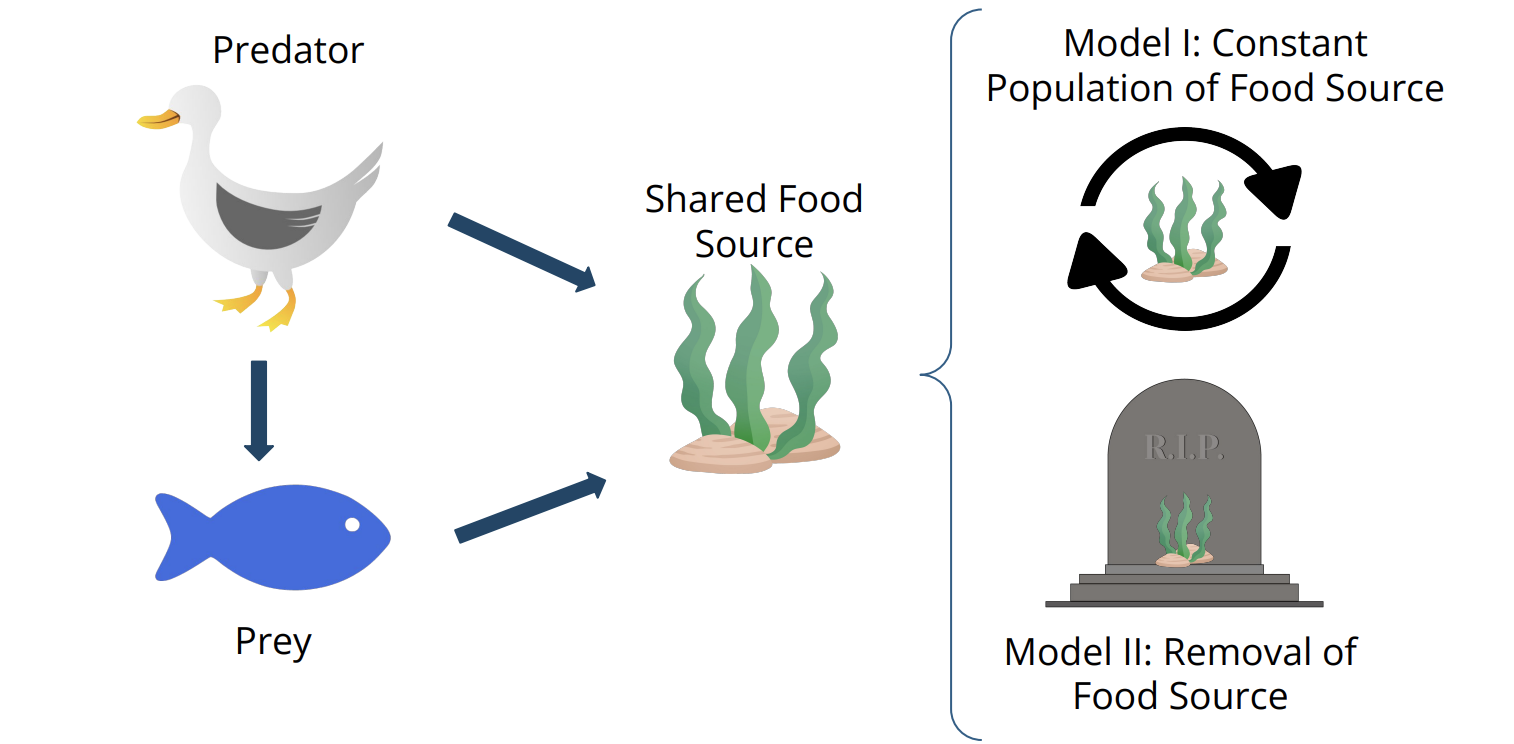 Predator
Prey
Shared Food
Source
Model I: Constant
Population of Food Source
R.I.P.
Model II: Removal of
Food Source